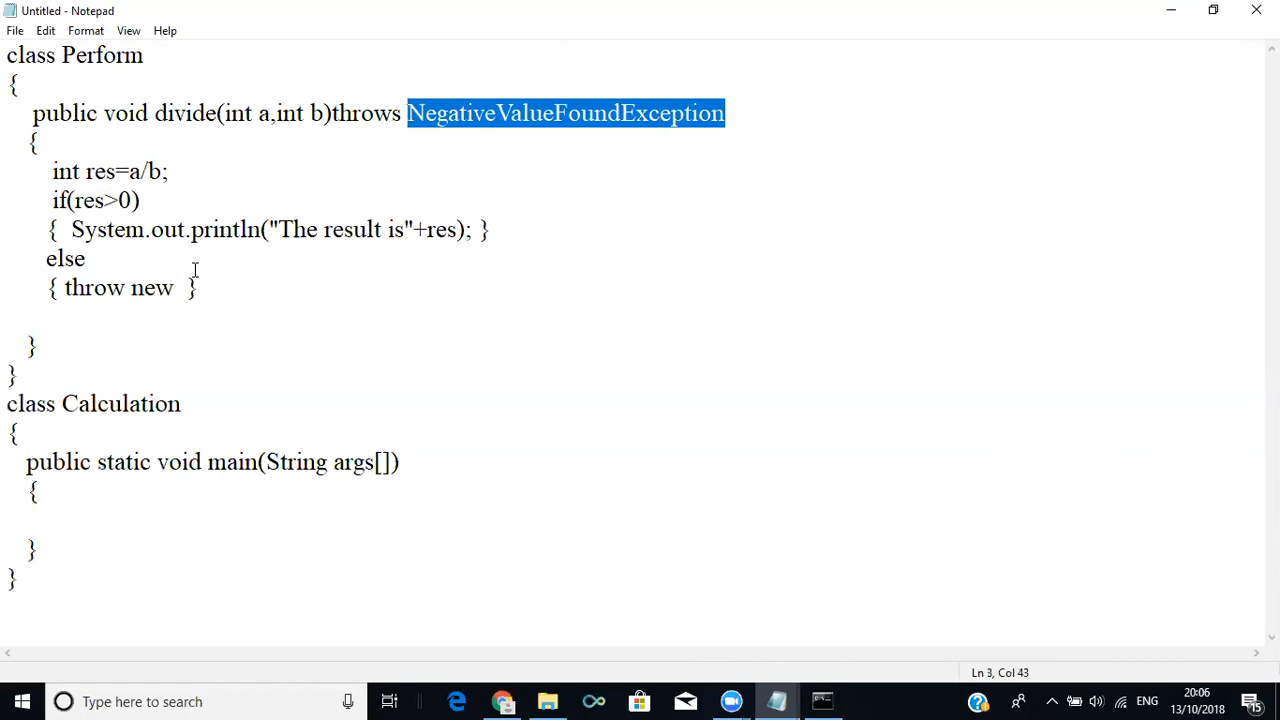 Untitled - Notepad
File Edit Format View Help
class Perform
{
public void divide(int a,int b)throws NegativeValueFoundException
{
int res=a/b;
if(res>0)
{ System.out.println("The result is"+res); }
else
{ throw new }
}
}
class Calculation
{
public static void main(String args[])
{
}
}
Ln 3, Col 43
Type here to search
ENG
20:06
13/10/2018
15